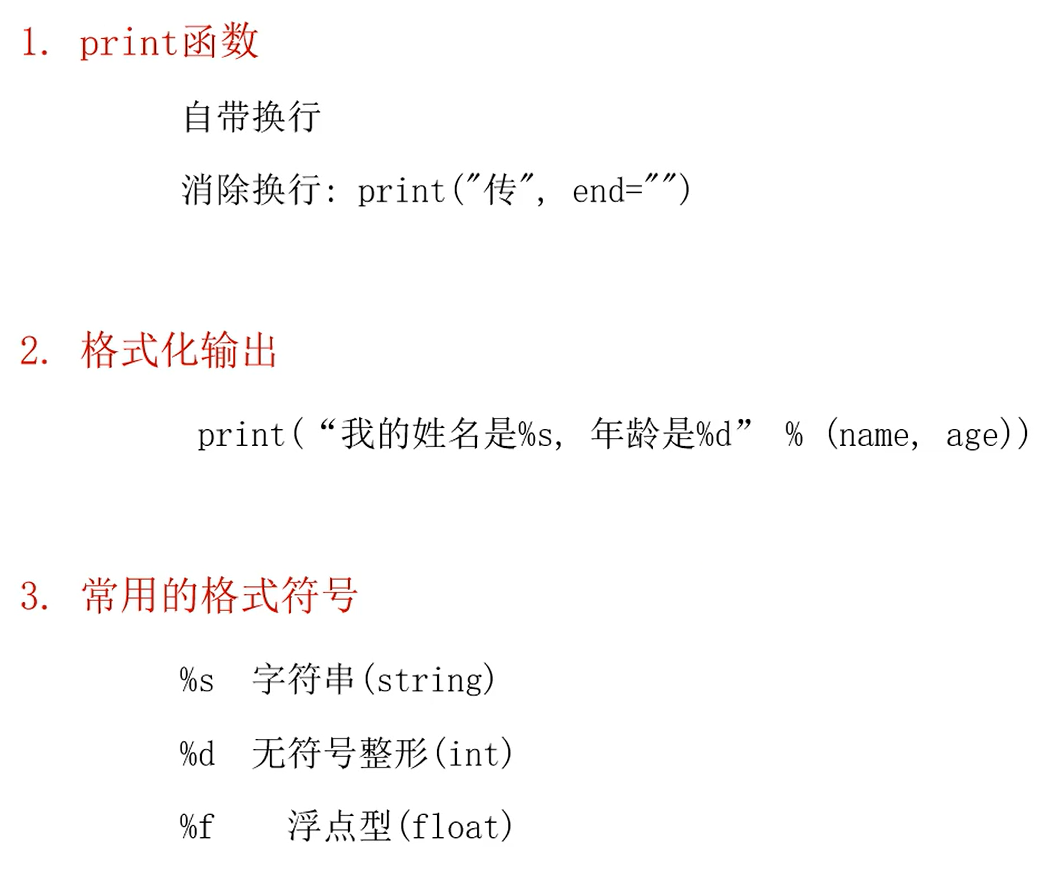 1. print函数
自带换行
消除换行: print("传", end="")
2. 格式化输出
print(“我的姓名是%s, 年龄是%d” % (name, age))
3. 常用的格式符号
%s 字符串(string)
%d 无符号整形(int)
%f 浮点型(float)